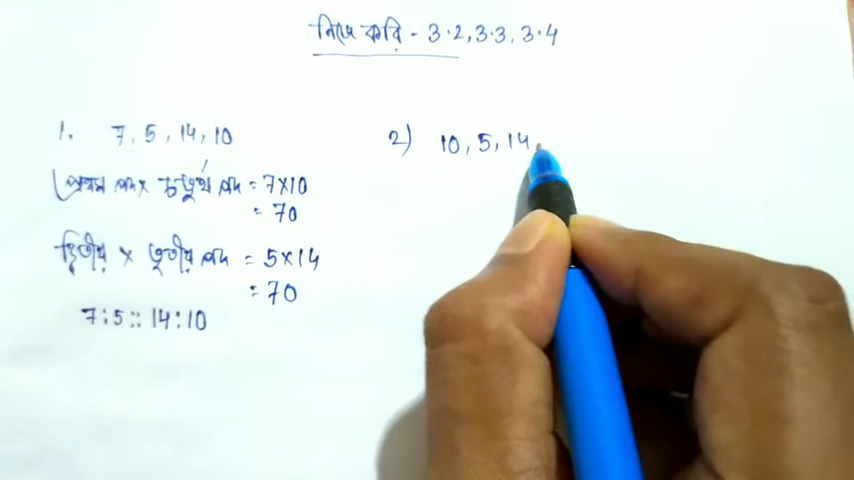 নিজে করি - 3·2, 3·3, 3·4
1. 7, 5, 14, 10
প্রথম পদ × চতুর্থ পদ = 7×10
= 70
দ্বিতীয় × তৃতীয় পদ = 5×14
= 70
7:5::14:10
2) 10, 5, 14,